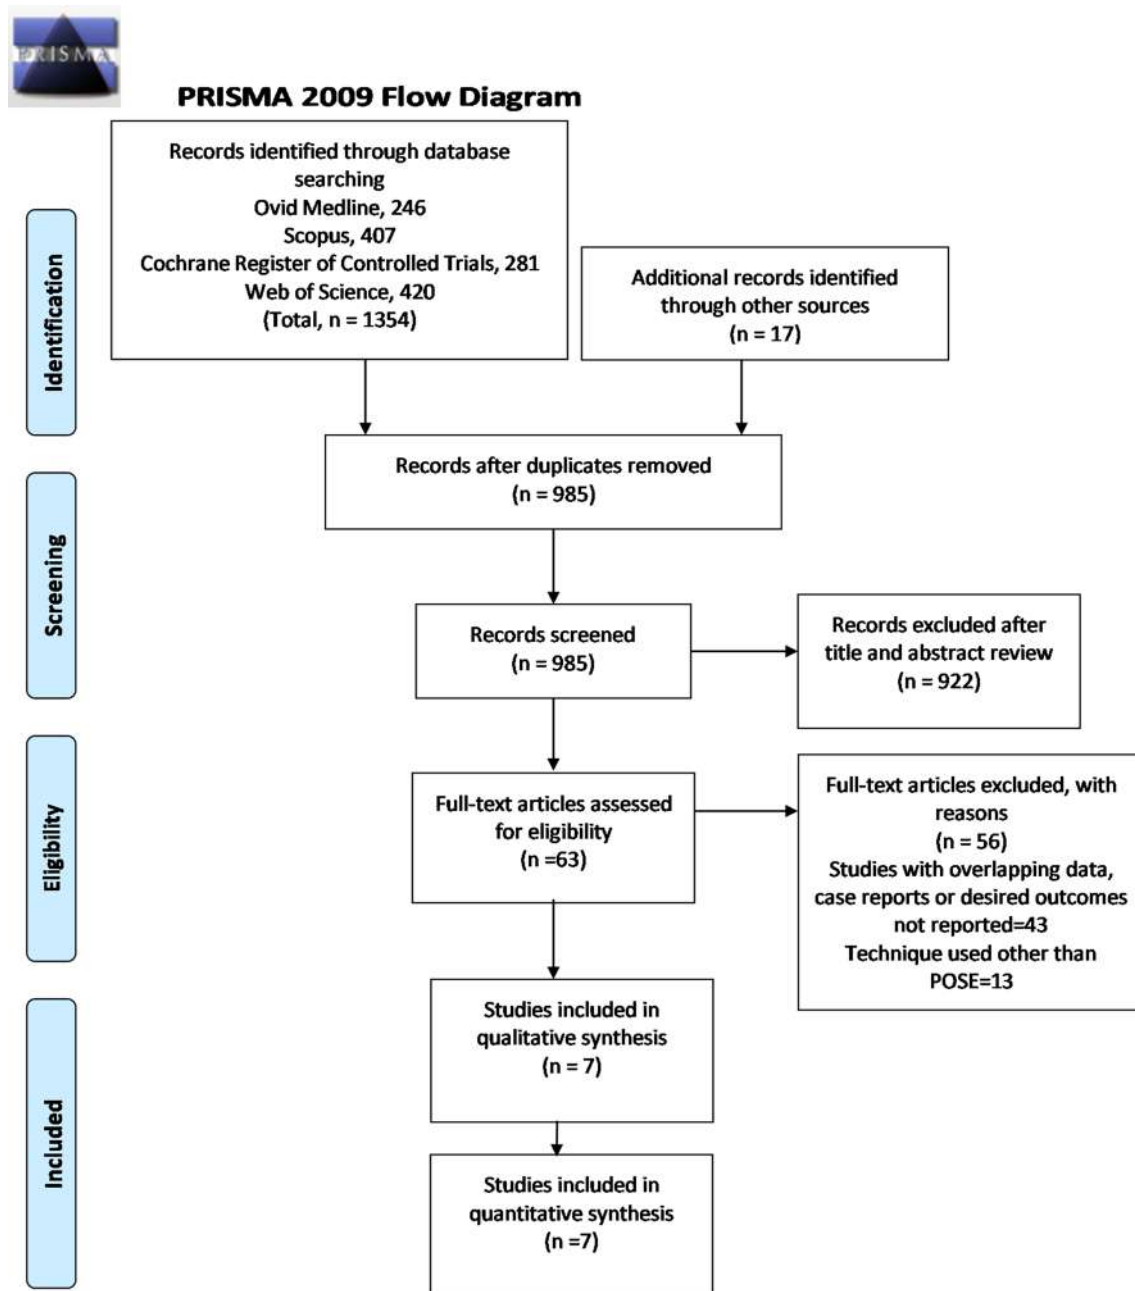 PRISMA
PRISMA 2009 Flow Diagram
Records identified through database
searching
Ovid Medline, 246
Scopus, 407
Cochrane Register of Controlled Trials, 281
Web of Science, 420
(Total, n = 1354)
Additional records identified
through other sources
(n = 17)
Identification
Records after duplicates removed
(n = 985)
Screening
Records screened
(n = 985)
Records excluded after
title and abstract review
(n = 922)
Eligibility
Full-text articles assessed
for eligibility
(n =63)
Full-text articles excluded, with
reasons
(n = 56)
Studies with overlapping data,
case reports or desired outcomes
not reported=43
Technique used other than
POSE=13
Included
Studies included in
qualitative synthesis
(n = 7)
Studies included in
quantitative synthesis
(n =7)